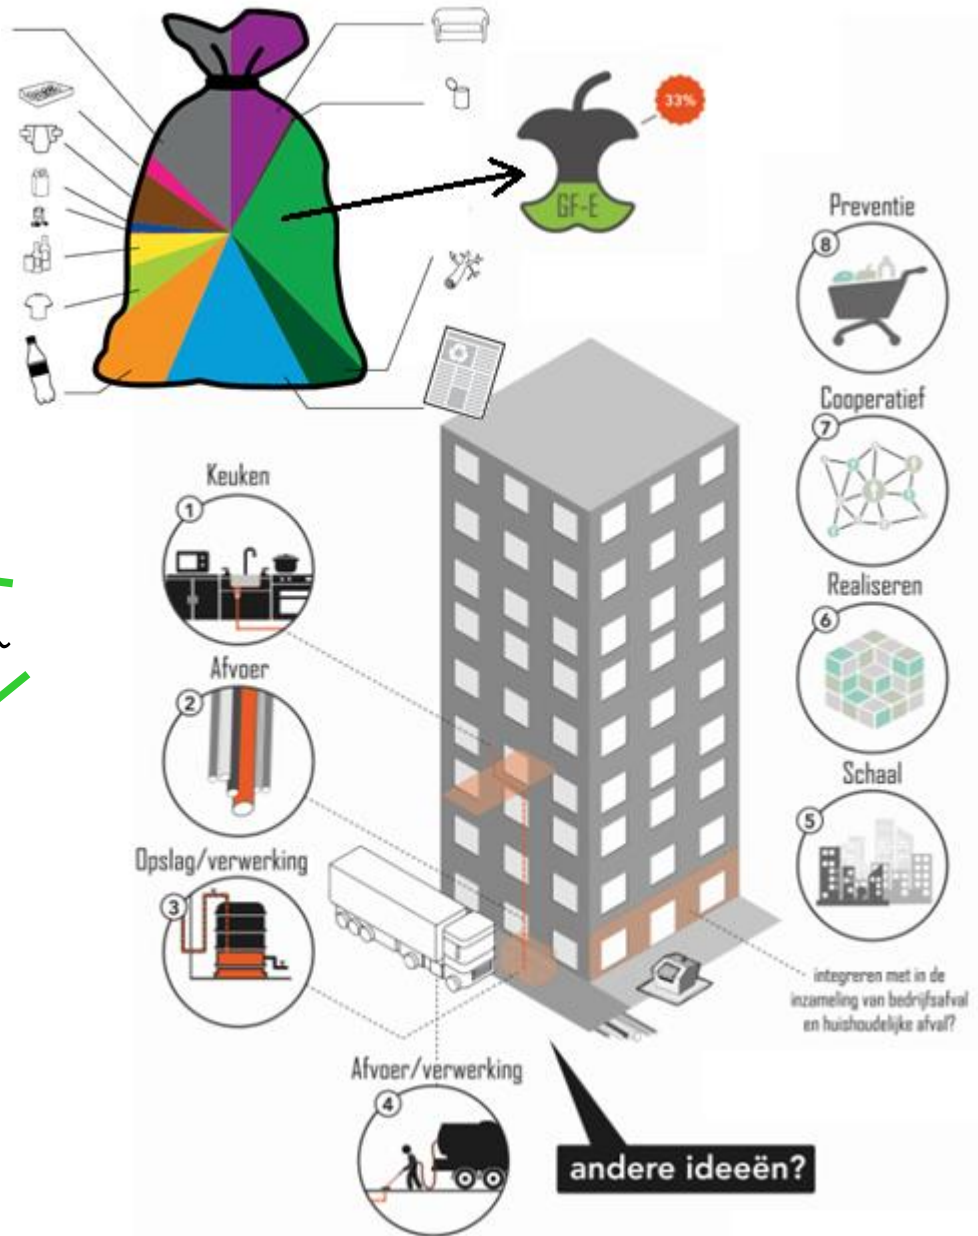 33%
GF-E
Preventie
8
Cooperatief
7
Realiseren
6
Schaal
5
integreren met in de
inzameling van bedrijfsafval
en huishoudelijke afval?
Keuken
1
Afvoer
2
Opslag/verwerking
3
Afvoer/verwerking
4
andere ideeën?